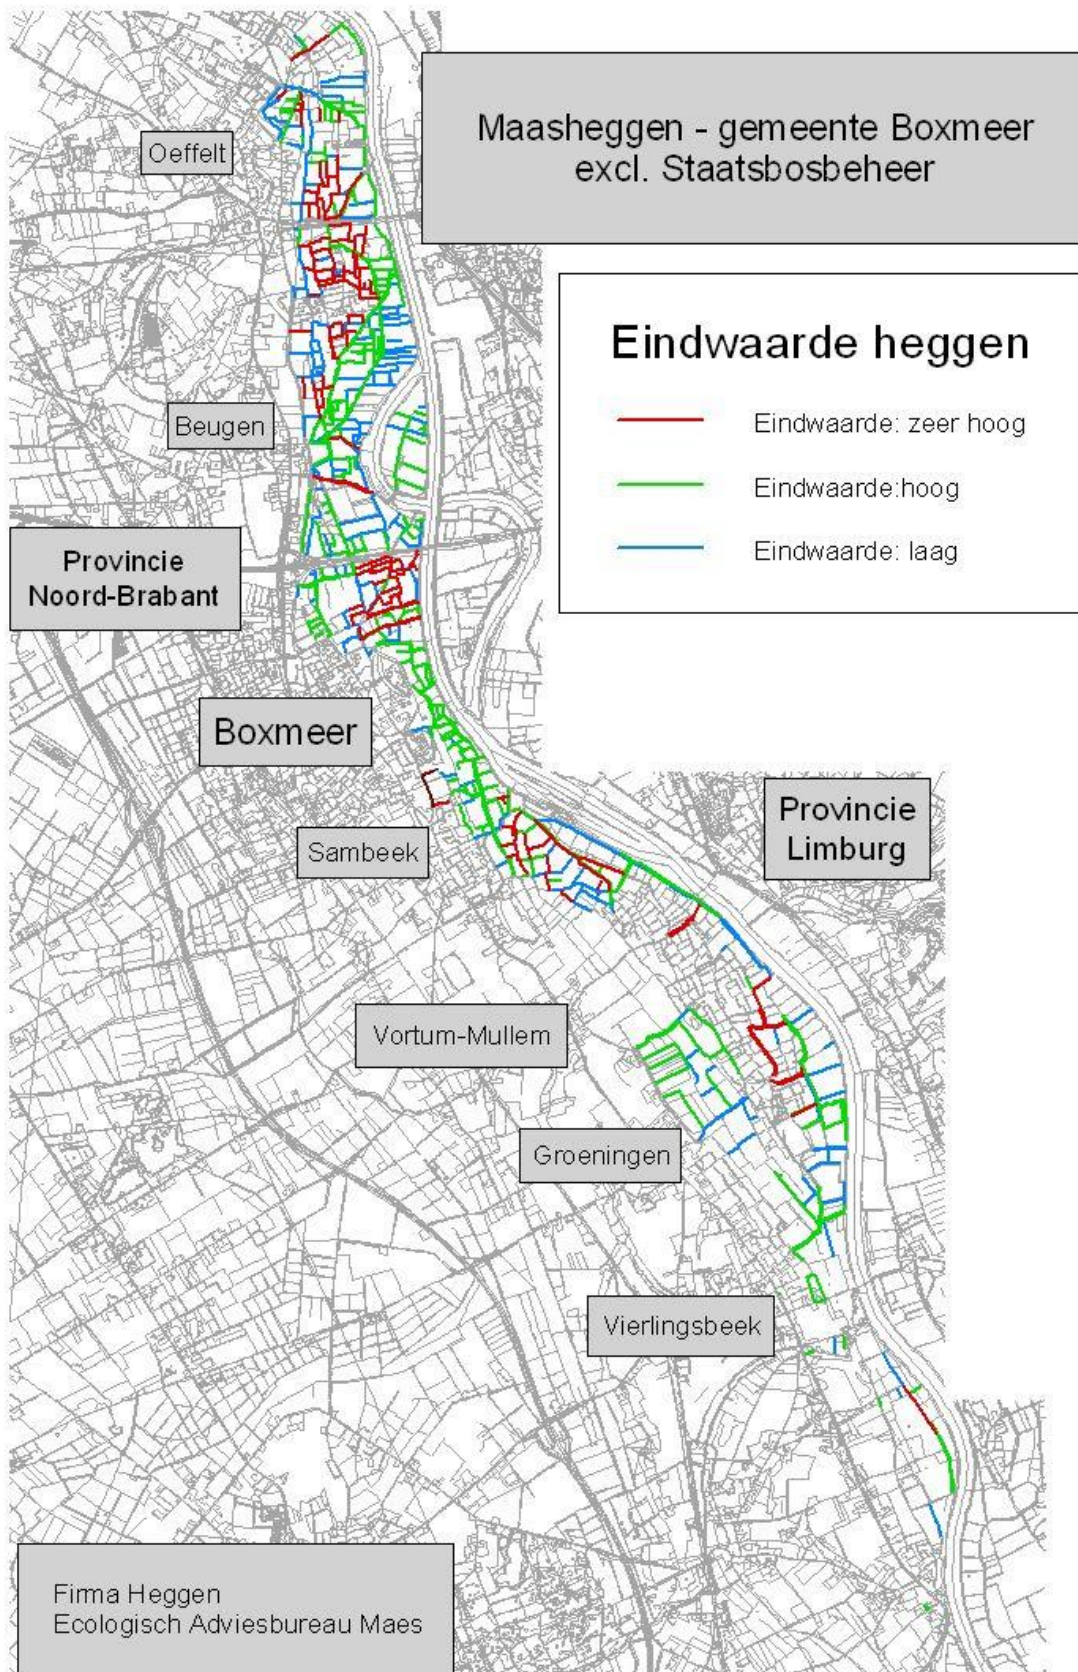 Maasheggen - gemeente Boxmeer
excl. Staatsbosbeheer
Eindwaarde heggen
Eindwaarde: zeer hoog
Eindwaarde:hoog
Eindwaarde: laag
Oeffelt
Beugen
Provincie
Noord-Brabant
Boxmeer
Provincie
Limburg
Sambeek
Vortum-Mullem
Groeningen
Vierlingsbeek
Firma Heggen
Ecologisch Adviesbureau Maes